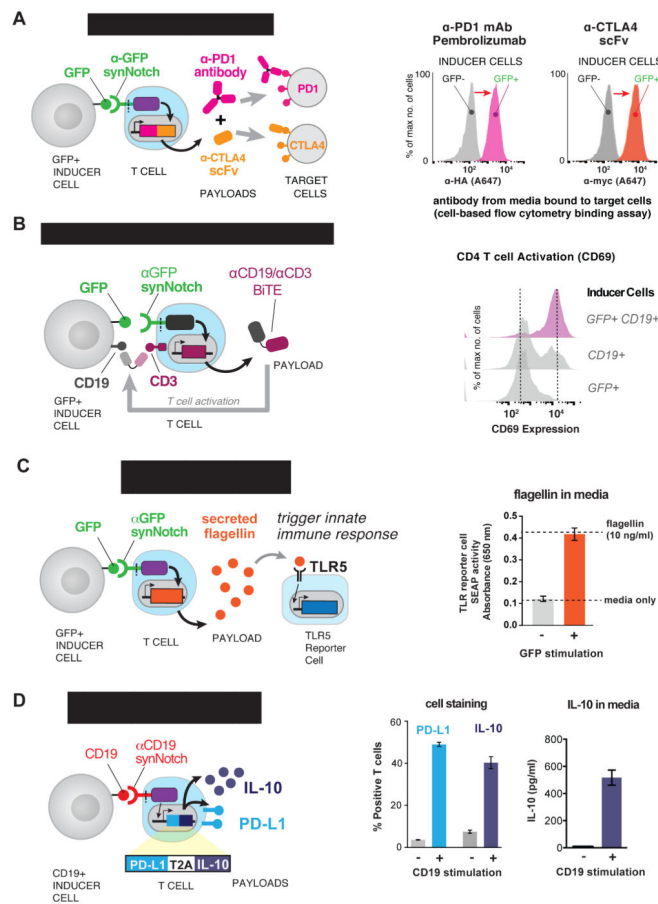 A
α-GFP
synNotch
GFP
GFP+
INDUCER
CELL
T CELL
α-PD1
antibody
+
α-CTLA4
scFv
PAYLOADS
PD1
CTLA4
TARGET
CELLS
α-PD1 mAb
Pembrolizumab
INDUCER CELLS
GFP-
GFP+
% of max no. of cells
100
50
0
10²
10⁴
α-HA (A647)
α-CTLA4
scFv
INDUCER CELLS
GFP-
GFP+
100
50
0
10²
10⁴
α-myc (A647)
antibody from media bound to target cells
(cell-based flow cytometry binding assay)
B
GFP
αGFP
synNotch
αCD19/αCD3
BiTE
PAYLOAD
CD19
CD3
GFP+
INDUCER
CELL
T cell activation
T CELL
CD4 T cell Activation (CD69)
Inducer Cells
GFP+ CD19+
CD19+
GFP+
% of max no. of cells
10²
10⁴
CD69 Expression
C
GFP
αGFP
synNotch
secreted
flagellin
trigger innate
immune response
TLR5
GFP+
INDUCER
CELL
T CELL
PAYLOAD
TLR5
Reporter
Cell
flagellin in media
TLR reporter cell
SEAP activity
Absorbance (650 nm)
0.5
0.4
0.3
0.2
0.1
0.0
flagellin
(10 ng/ml)
media only
- +
GFP stimulation
D
CD19
αCD19
synNotch
IL-10
PD-L1
PD-L1 T2A IL-10
CD19+
INDUCER
CELL
T CELL
PAYLOADS
cell staining
PD-L1
IL-10
% Positive T cells
60
40
20
0
- + - +
CD19 stimulation
IL-10 in media
IL-10 (pg/ml)
800
600
400
200
0
- +
CD19 stimulation